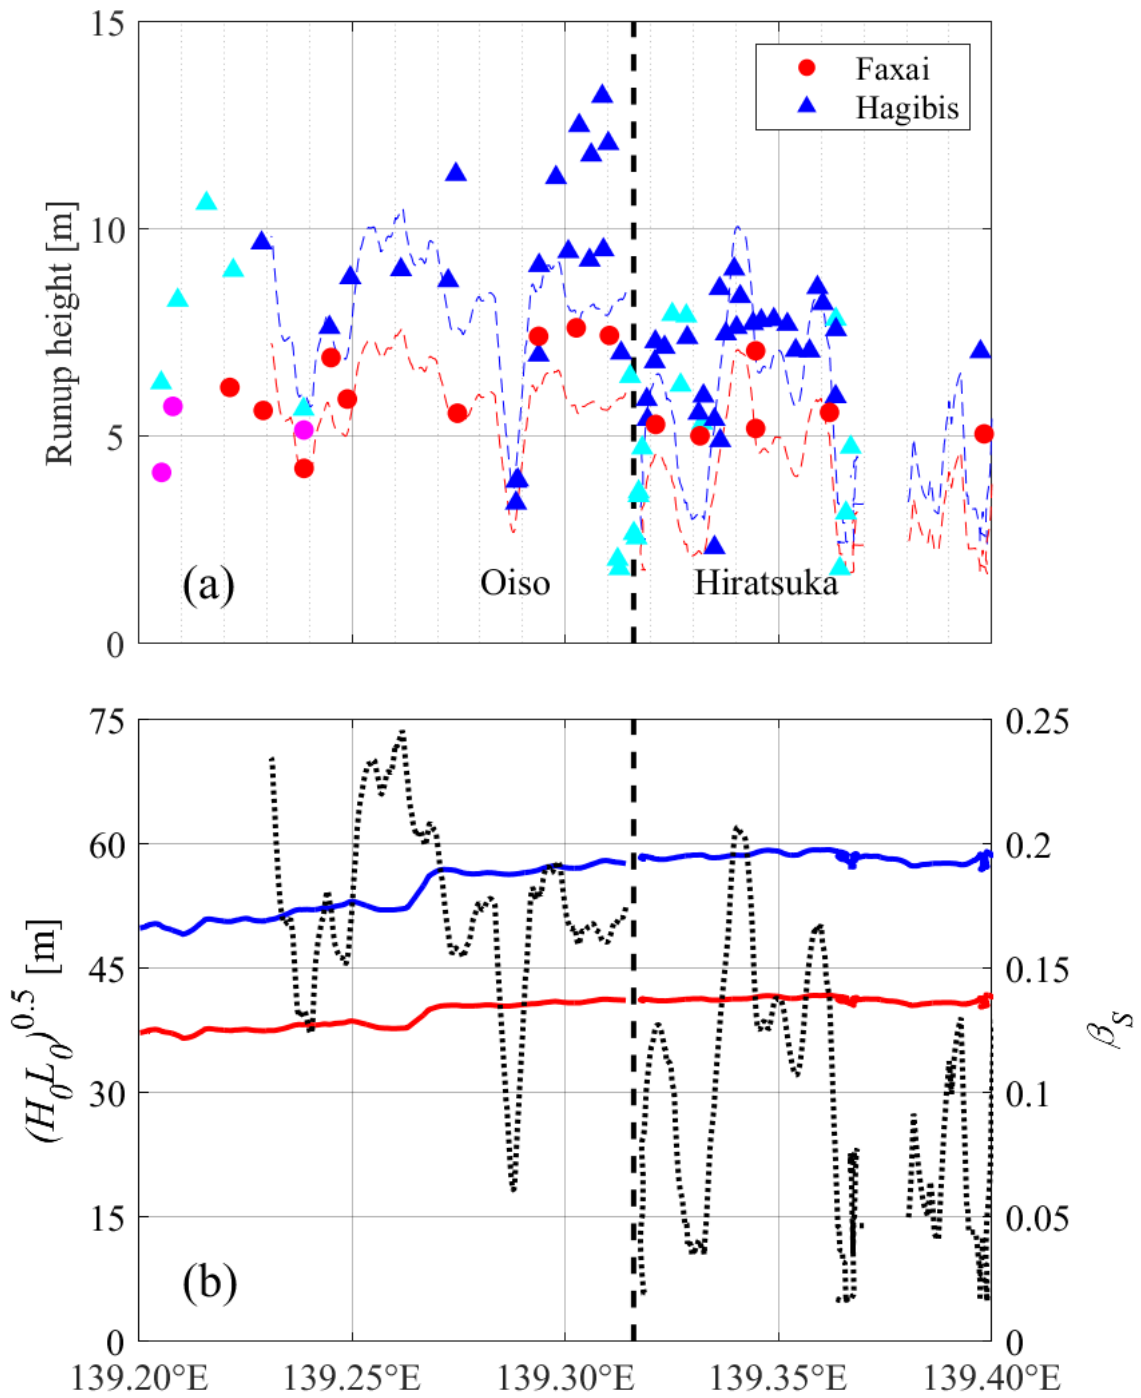 15
10
5
0
Runup height [m]
Faxai
Hagibis
(a)
Oiso
Hiratsuka
75
60
45
30
15
0
(H₀L₀)^0.5 [m]
0.25
0.2
0.15
0.1
0.05
0
βₛ
(b)
139.20°E
139.25°E
139.30°E
139.35°E
139.40°E